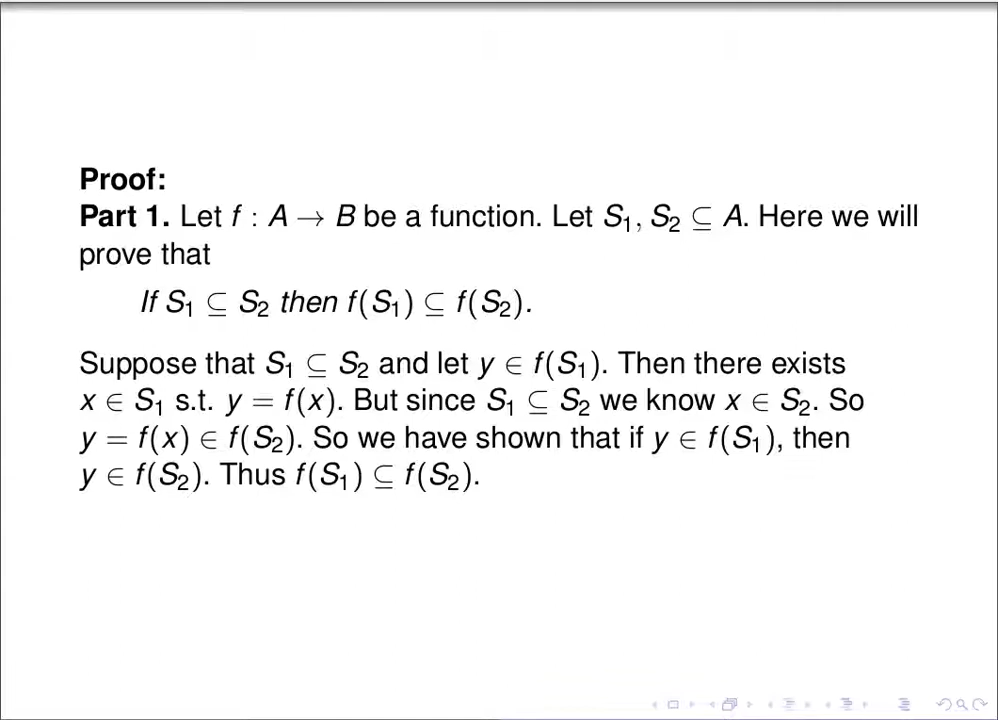 Proof:
Part 1. Let f : A → B be a function. Let S₁, S₂ ⊆ A. Here we will
prove that
If S₁ ⊆ S₂ then f(S₁) ⊆ f(S₂).
Suppose that S₁ ⊆ S₂ and let y ∈ f(S₁). Then there exists
x ∈ S₁ s.t. y = f(x). But since S₁ ⊆ S₂ we know x ∈ S₂. So
y = f(x) ∈ f(S₂). So we have shown that if y ∈ f(S₁), then
y ∈ f(S₂). Thus f(S₁) ⊆ f(S₂).